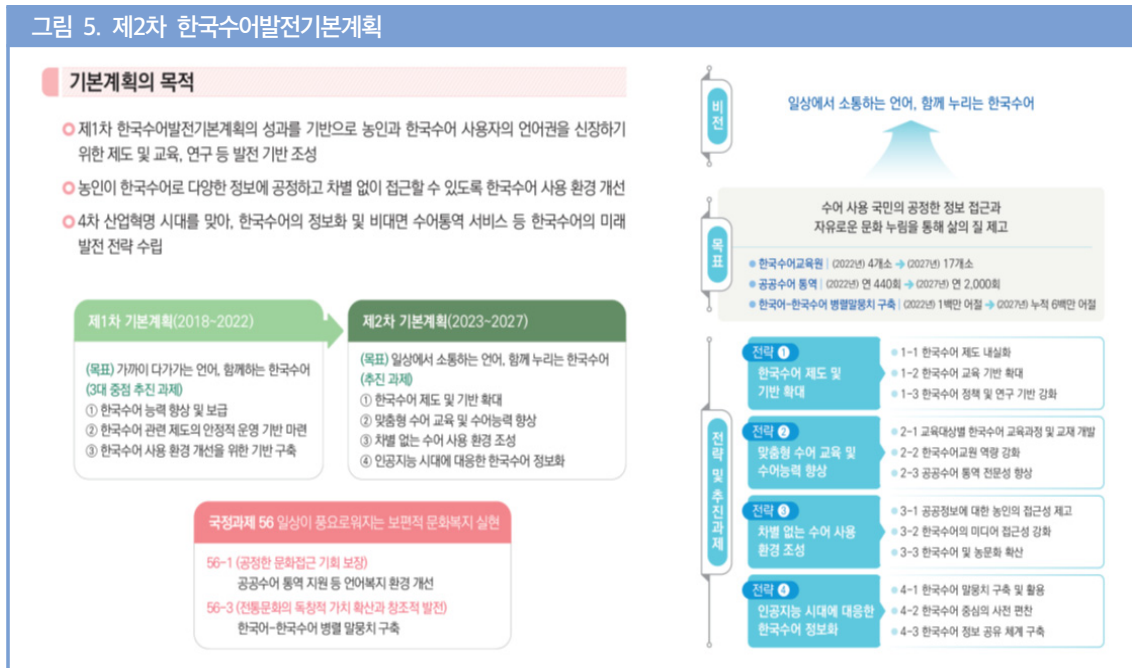 그림 5. 제2차 한국수어발전기본계획
기본계획의 목적
제1차 한국수어발전기본계획의 성과를 기반으로 농인과 한국수어 사용자의 언어권을 신장하기
위한 제도 및 교육, 연구 등 발전 기반 조성
농인이 한국수어로 다양한 정보에 공정하고 차별 없이 접근할 수 있도록 한국수어 사용 환경 개선
4차 산업혁명 시대를 맞아, 한국수어의 정보화 및 비대면 수어통역 서비스 등 한국수어의 미래
발전 전략 수립
제1차 기본계획(2018~2022)
(목표) 가까이 다가가는 언어, 함께하는 한국수어
(3대 중점 추진 과제)
① 한국수어 능력 향상 및 보급
② 한국수어 관련 제도의 안정적 운영 기반 마련
③ 한국수어 사용 환경 개선을 위한 기반 구축
제2차 기본계획(2023~2027)
(목표) 일상에서 소통하는 언어, 함께 누리는 한국수어
(추진 과제)
① 한국수어 제도 및 기반 확대
② 맞춤형 수어 교육 및 수어능력 향상
③ 차별 없는 수어 사용 환경 조성
④ 인공지능 시대에 대응한 한국수어 정보화
국정과제 56 일상이 풍요로워지는 보편적 문화복지 실현
56-1 (공정한 문화접근 기회 보장)
공공수어 통역 지원 등 언어복지 환경 개선
56-3 (전통문화의 독창적 가치 확산과 창조적 발전)
한국어-한국수어 병렬 말뭉치 구축
비전
일상에서 소통하는 언어, 함께 누리는 한국수어
목표
수어 사용 국민의 공정한 정보 접근과
자유로운 문화 누림을 통해 삶의 질 제고
한국수어교육원 | (2022년) 4개소 → (2027년) 17개소
공공수어 통역 | (2022년) 연 440회 → (2027년) 연 2,000회
한국어-한국수어 병렬말뭉치 구축 | (2022년) 1백만 어절 → (2027년) 누적 6백만 어절
전략 및 추진과제
전략 1
한국수어 제도 및
기반 확대
1-1 한국수어 제도 내실화
1-2 한국수어 교육 기반 확대
1-3 한국수어 정책 및 연구 기반 강화
전략 2
맞춤형 수어 교육 및
수어능력 향상
2-1 교육대상별 한국수어 교육과정 및 교재 개발
2-2 한국수어교원 역량 강화
2-3 공공수어 통역 전문성 향상
전략 3
차별 없는 수어 사용
환경 조성
3-1 공공정보에 대한 농인의 접근성 제고
3-2 한국수어의 미디어 접근성 강화
3-3 한국수어 및 농문화 확산
전략 4
인공지능 시대에 대응한
한국수어 정보화
4-1 한국수어 말뭉치 구축 및 활용
4-2 한국수어 중심의 사전 편찬
4-3 한국수어 정보 공유 체계 구축